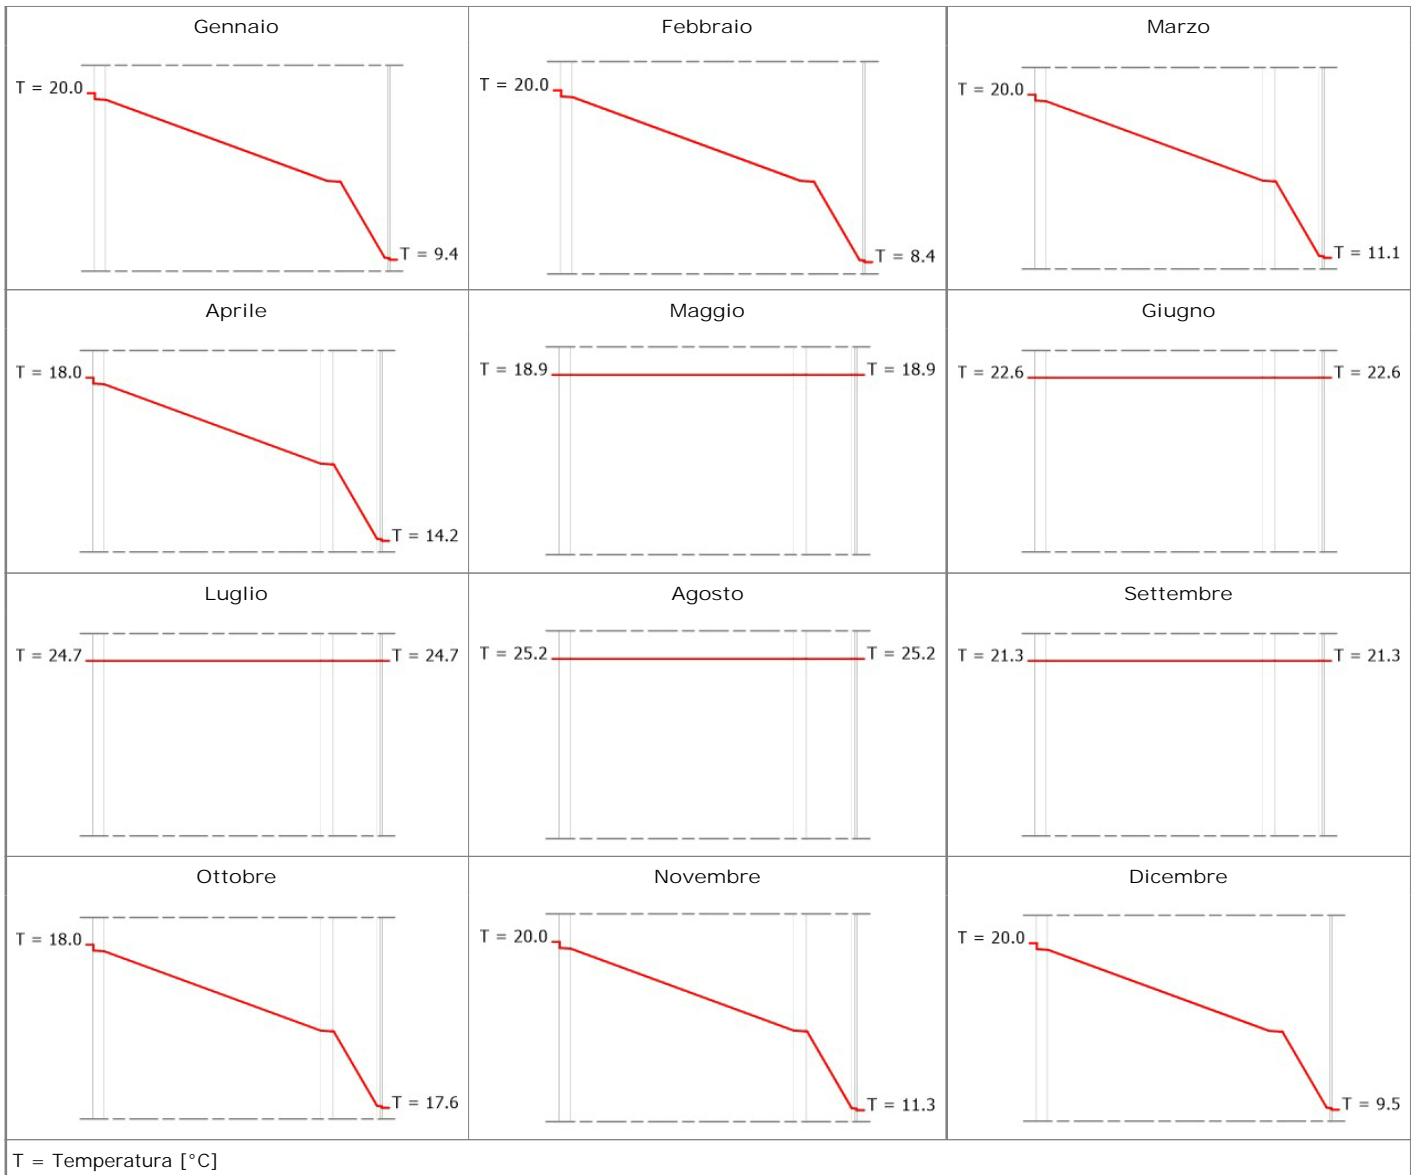 Gennaio
T = 20.0
T = 9.4
Febbraio
T = 20.0
T = 8.4
Marzo
T = 20.0
T = 11.1
Aprile
T = 18.0
T = 14.2
Maggio
T = 18.9
T = 18.9
Giugno
T = 22.6
T = 22.6
Luglio
T = 24.7
T = 24.7
Agosto
T = 25.2
T = 25.2
Settembre
T = 21.3
T = 21.3
Ottobre
T = 18.0
T = 17.6
Novembre
T = 20.0
T = 11.3
Dicembre
T = 20.0
T = 9.5
T = Temperatura [°C]